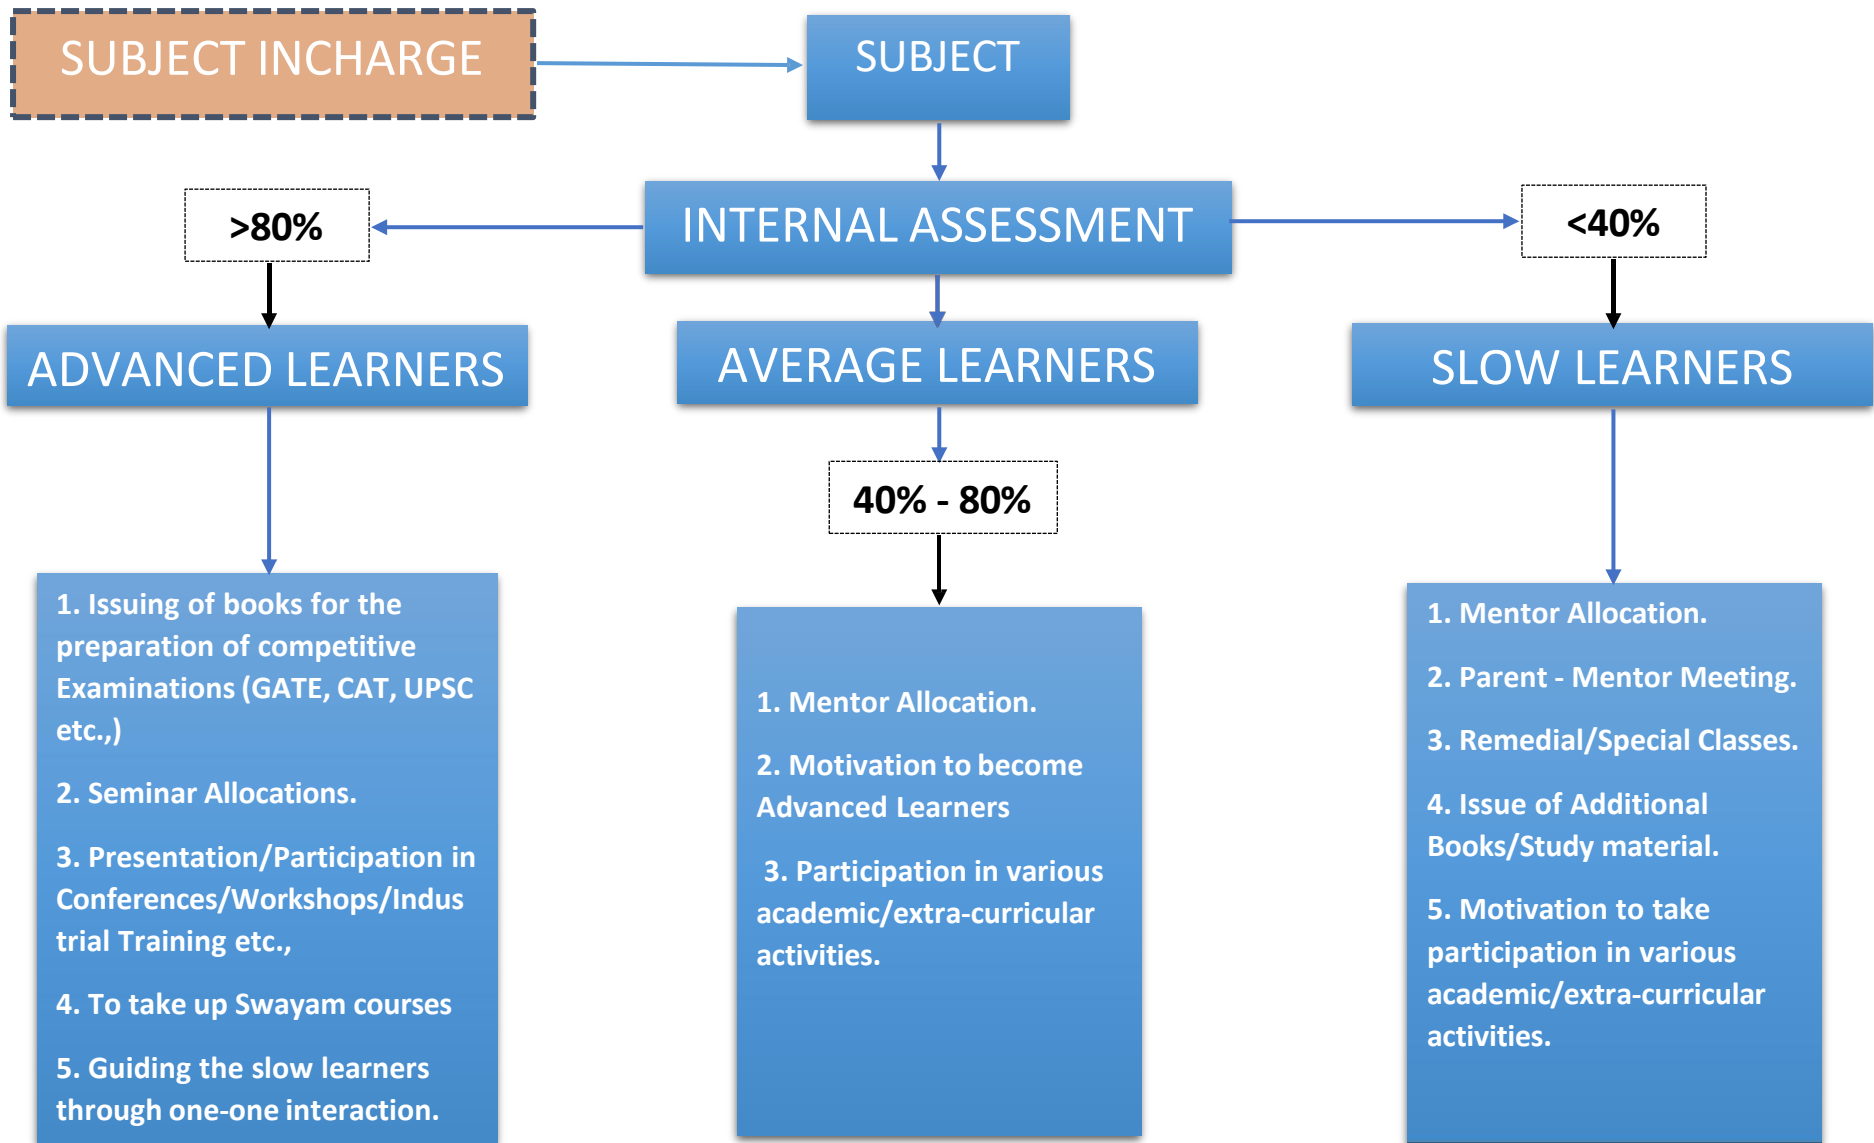 SUBJECT INCHARGE
SUBJECT
>80%
INTERNAL ASSESSMENT
<40%
ADVANCED LEARNERS
AVERAGE LEARNERS
SLOW LEARNERS
40% - 80%
1. Issuing of books for the
preparation of competitive
Examinations (GATE, CAT, UPSC
etc.,)
2. Seminar Allocations.
3. Presentation/Participation in
Conferences/Workshops/Indus
trial Training etc.,
4. To take up Swayam courses
5. Guiding the slow learners
through one-one interaction.
1. Mentor Allocation.
2. Motivation to become
Advanced Learners
3. Participation in various
academic/extra-curricular
activities.
1. Mentor Allocation.
2. Parent - Mentor Meeting.
3. Remedial/Special Classes.
4. Issue of Additional
Books/Study material.
5. Motivation to take
participation in various
academic/extra-curricular
activities.